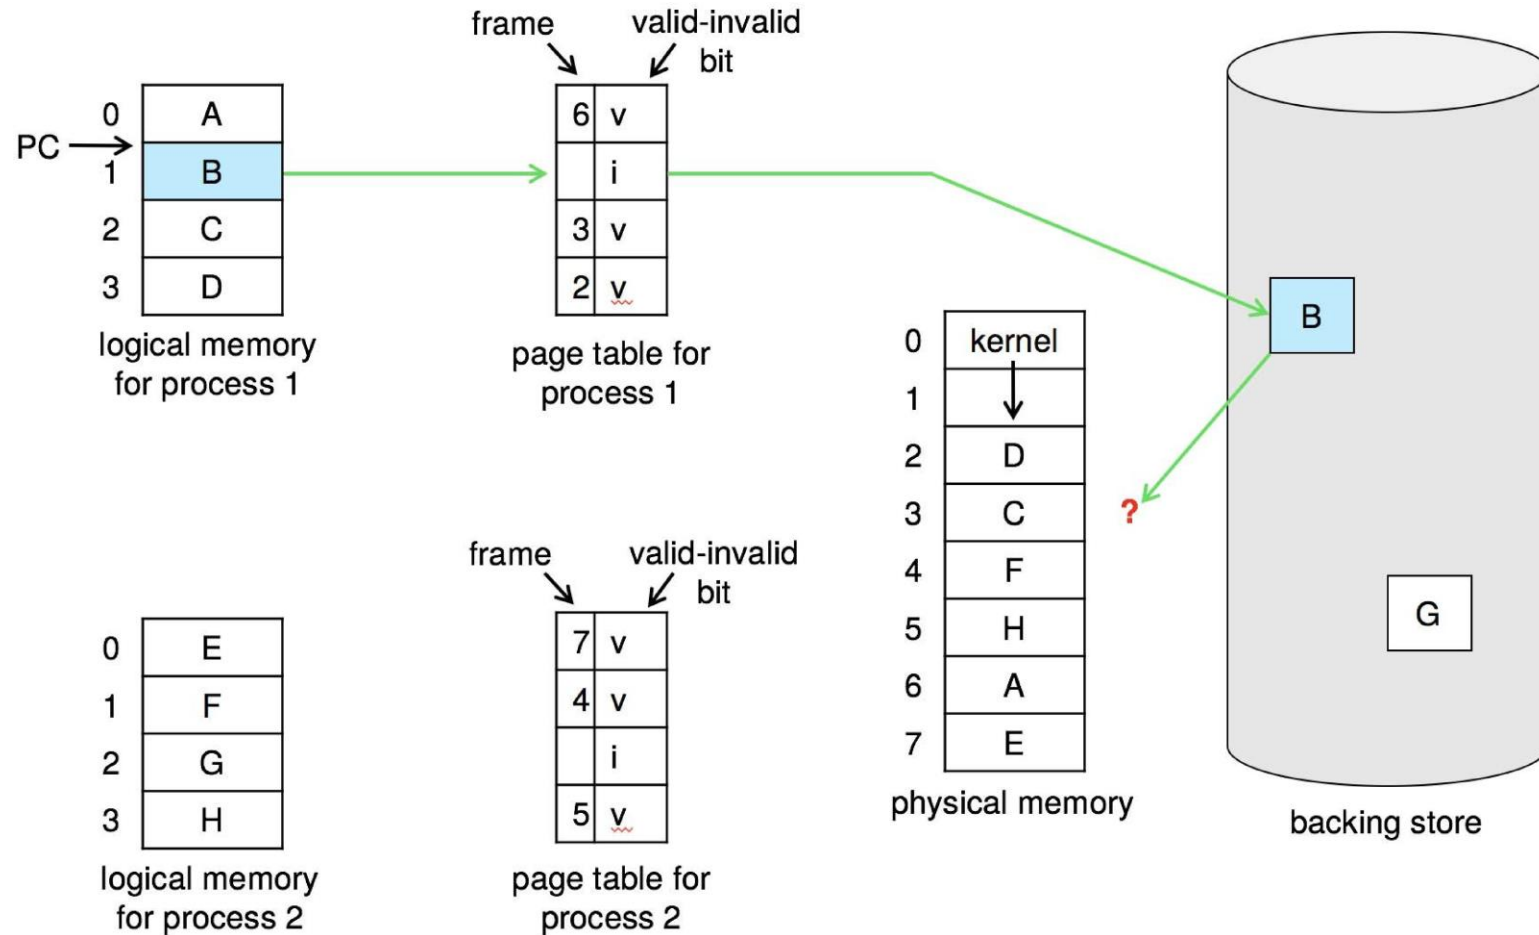 frame
valid-invalid
bit
PC
0 A
1 B
2 C
3 D
logical memory
for process 1
6 v
i
3 v
2 v
page table for
process 1
0 kernel
1
2 D
3 C
4 F
5 H
6 A
7 E
physical memory
?
B
G
backing store
frame
valid-invalid
bit
0 E
1 F
2 G
3 H
logical memory
for process 2
7 v
4 v
i
5 v
page table for
process 2